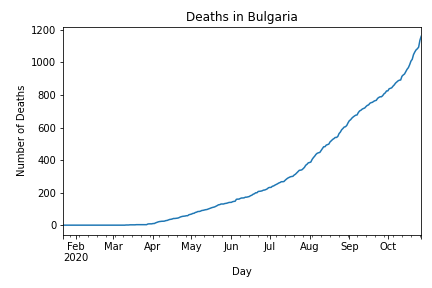 Deaths in Bulgaria
1200
1000
800
600
400
200
0
Number of Deaths
Feb Mar Apr May Jun Jul Aug Sep Oct
2020
Day